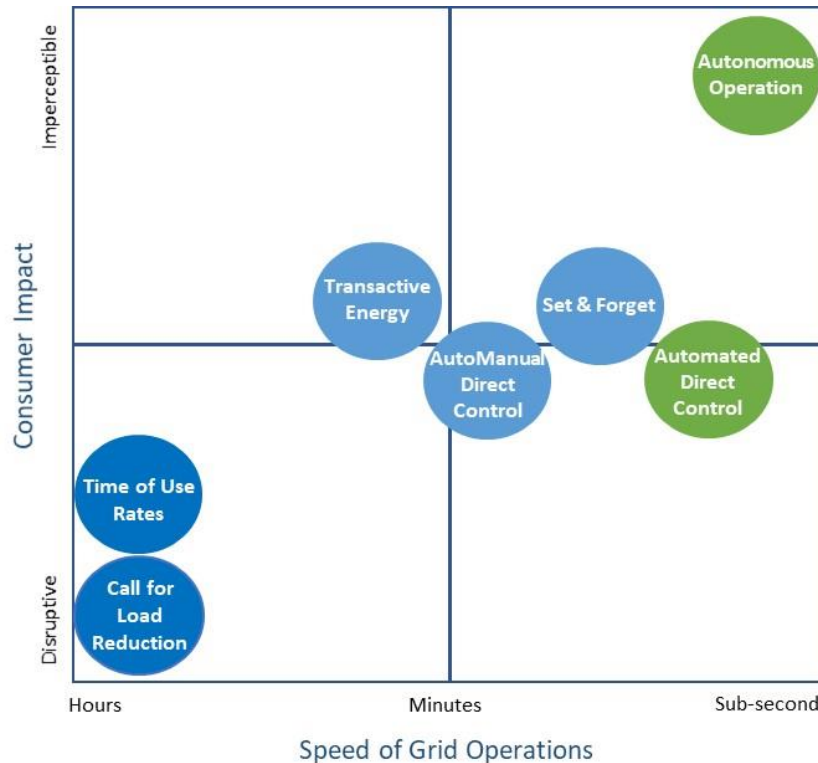 Imperceptible
Autonomous
Operation
Consumer Impact
Transactive
Energy
Set & Forget
AutoManual
Direct
Control
Automated
Direct
Control
Time of Use
Rates
Call for
Load
Reduction
Disruptive
Hours
Minutes
Sub-second
Speed of Grid Operations